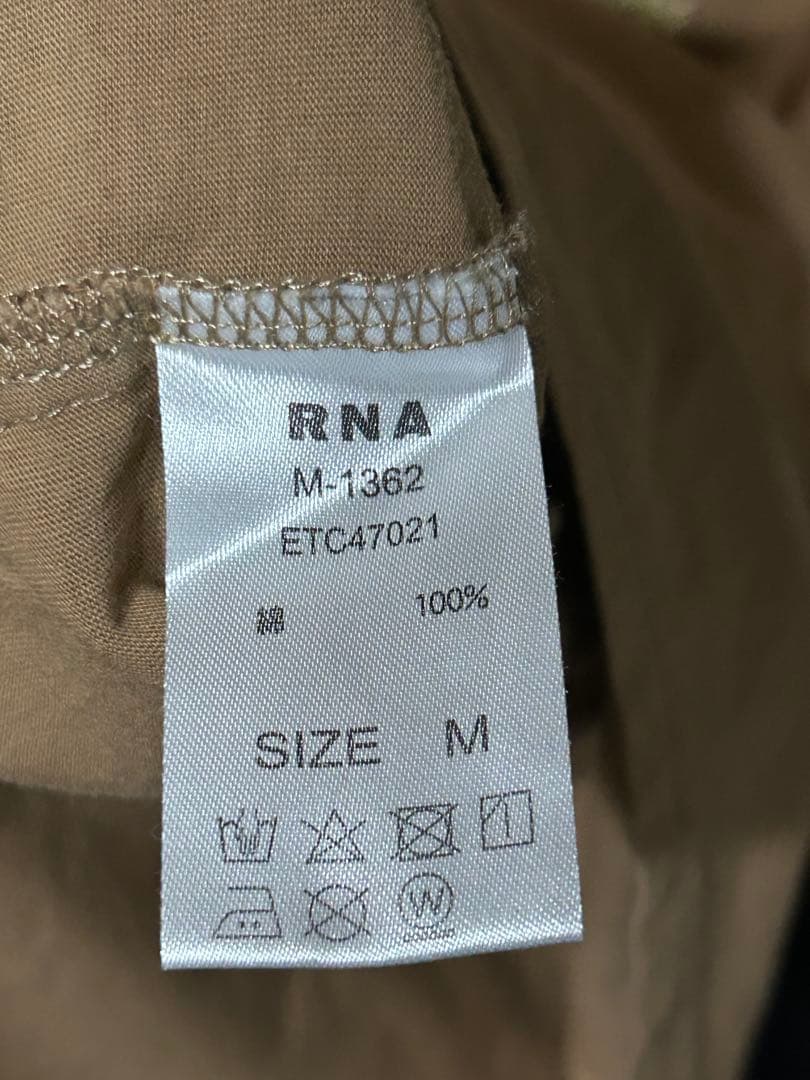 RNA
M-1362
ETC47021
綿 100%
SIZE M
W